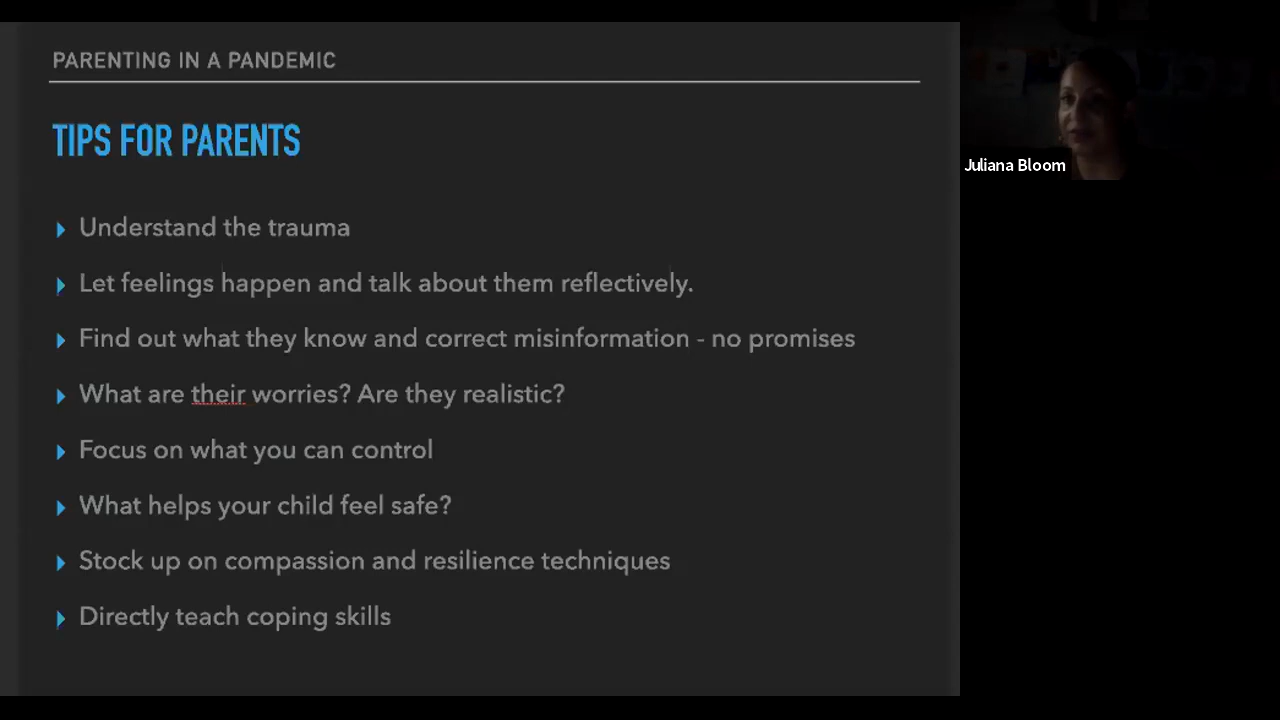 PARENTING IN A PANDEMIC
TIPS FOR PARENTS
Understand the trauma
Let feelings happen and talk about them reflectively.
Find out what they know and correct misinformation - no promises
What are their worries? Are they realistic?
Focus on what you can control
What helps your child feel safe?
Stock up on compassion and resilience techniques
Directly teach coping skills
Juliana Bloom